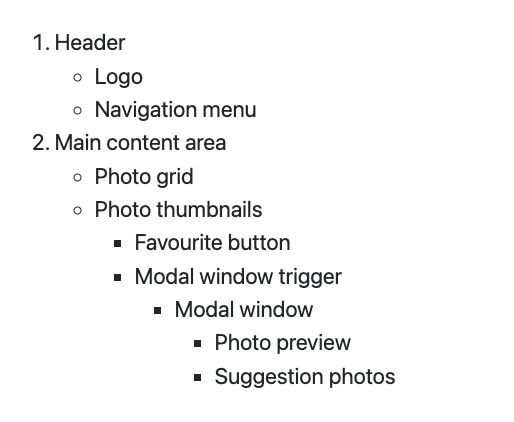 1. Header
○ Logo
○ Navigation menu
2. Main content area
○ Photo grid
○ Photo thumbnails
▪ Favourite button
▪ Modal window trigger
▪ Modal window
▪ Photo preview
▪ Suggestion photos